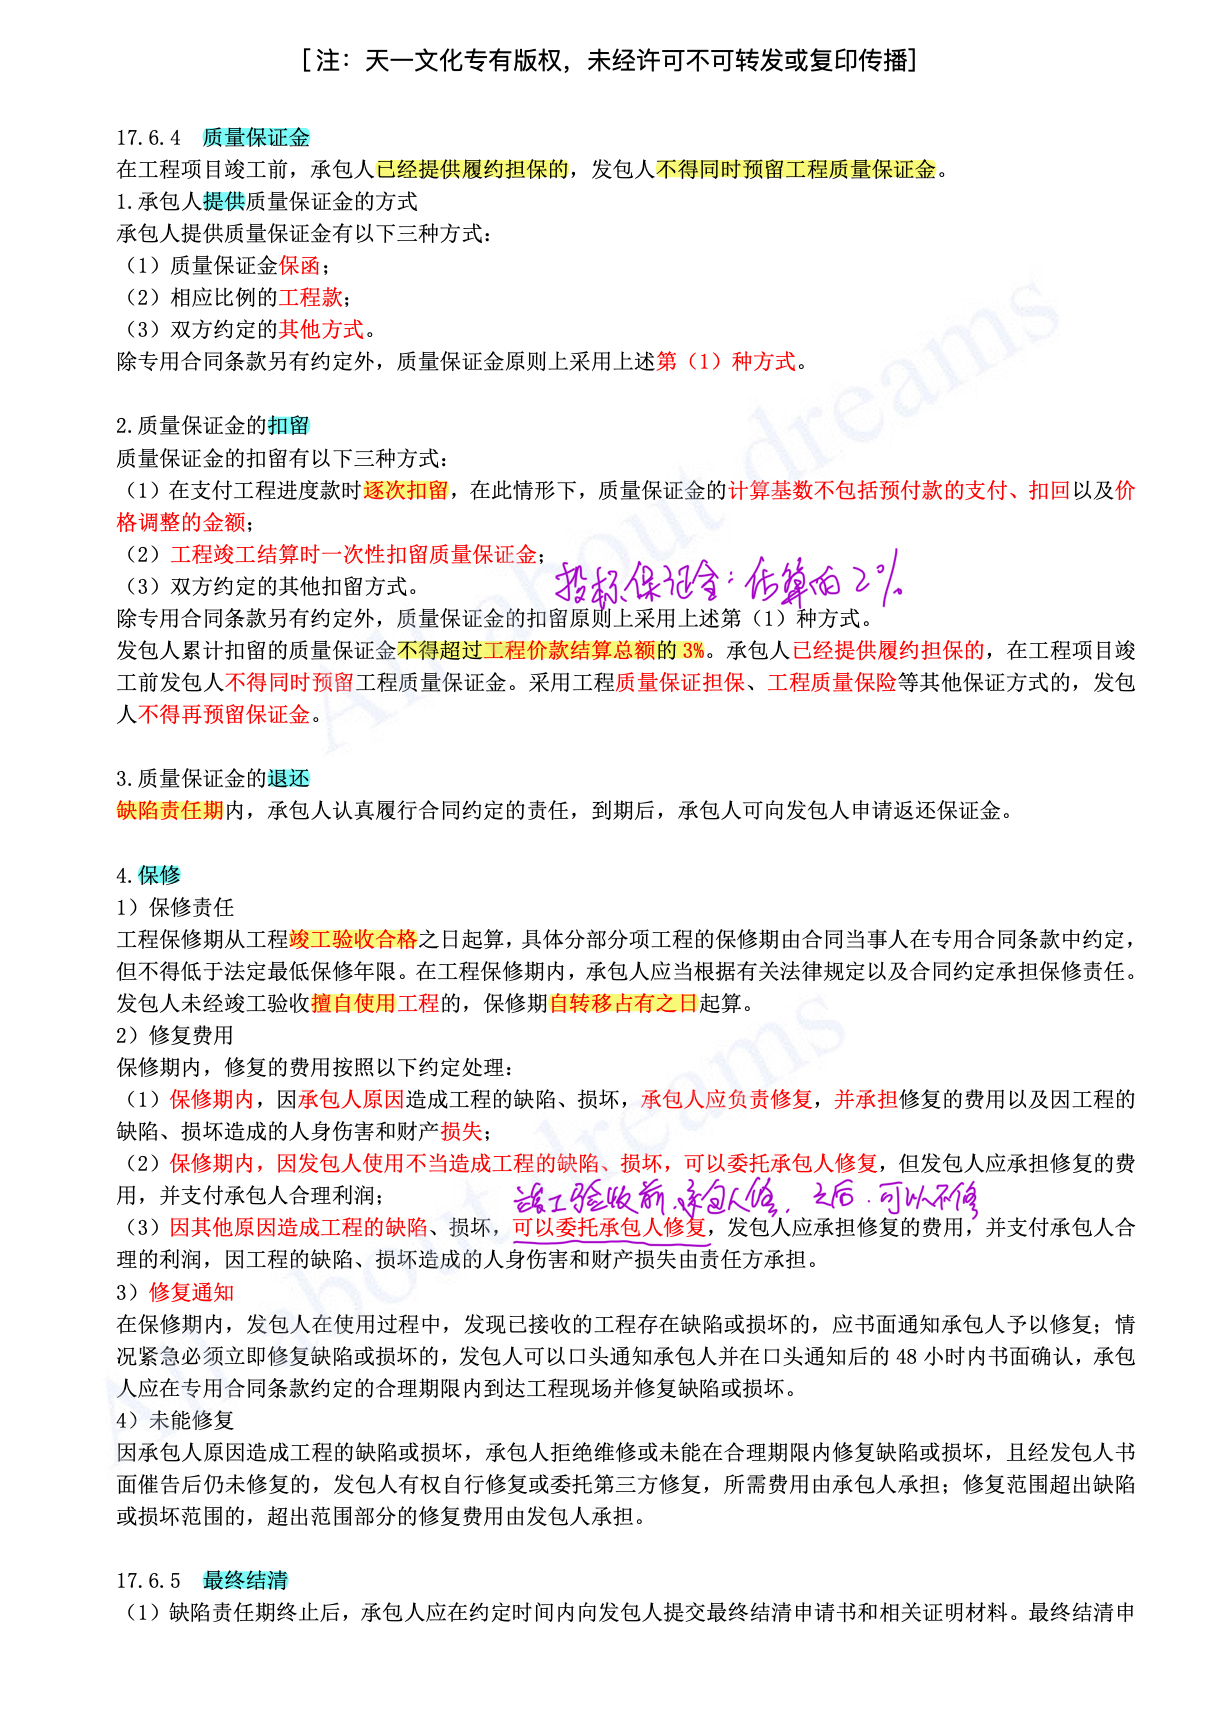 [注：天一文化专有版权，未经许可不可转发或复印传播]
17.6.4 质量保证金
在工程项目竣工前，承包人已经提供履约担保的，发包人不得同时预留工程质量保证金。
1.承包人提供质量保证金的方式
承包人提供质量保证金有以下三种方式：
（1）质量保证金保函；
（2）相应比例的工程款；
（3）双方约定的其他方式。
除专用合同条款另有约定外，质量保证金原则上采用上述第（1）种方式。
2.质量保证金的扣留
质量保证金的扣留有以下三种方式：
（1）在支付工程进度款时逐次扣留，在此情形下，质量保证金的计算基数不包括预付款的支付、扣回以及价
格调整的金额；
（2）工程竣工结算时一次性扣留质量保证金；
（3）双方约定的其他扣留方式。
投标保证金：估算的2%
除专用合同条款另有约定外，质量保证金的扣留原则上采用上述第（1）种方式。
发包人累计扣留的质量保证金不得超过工程价款结算总额的 3%。承包人已经提供履约担保的，在工程项目竣
工前发包人不得同时预留工程质量保证金。采用工程质量保证担保、工程质量保险等其他保证方式的，发包
人不得再预留保证金。
3.质量保证金的退还
缺陷责任期内，承包人认真履行合同约定的责任，到期后，承包人可向发包人申请返还保证金。
4.保修
1）保修责任
工程保修期从工程竣工验收合格之日起算，具体分部分项工程的保修期由合同当事人在专用合同条款中约定，
但不得低于法定最低保修年限。在工程保修期内，承包人应当根据有关法律规定以及合同约定承担保修责任。
发包人未经竣工验收擅自使用工程的，保修期自转移占有之日起算。
2）修复费用
保修期内，修复的费用按照以下约定处理：
（1）保修期内，因承包人原因造成工程的缺陷、损坏，承包人应负责修复，并承担修复的费用以及因工程的
缺陷、损坏造成的人身伤害和财产损失；
（2）保修期内，因发包人使用不当造成工程的缺陷、损坏，可以委托承包人修复，但发包人应承担修复的费
用，并支付承包人合理利润；
竣工验收前.承包人修，之后.可以不修
（3）因其他原因造成工程的缺陷、损坏，可以委托承包人修复，发包人应承担修复的费用，并支付承包人合
理的利润，因工程的缺陷、损坏造成的人身伤害和财产损失由责任方承担。
3）修复通知
在保修期内，发包人在使用过程中，发现已接收的工程存在缺陷或损坏的，应书面通知承包人予以修复；情
况紧急必须立即修复缺陷或损坏的，发包人可以口头通知承包人并在口头通知后的 48 小时内书面确认，承包
人应在专用合同条款约定的合理期限内到达工程现场并修复缺陷或损坏。
4）未能修复
因承包人原因造成工程的缺陷或损坏，承包人拒绝维修或未能在合理期限内修复缺陷或损坏，且经发包人书
面催告后仍未修复的，发包人有权自行修复或委托第三方修复，所需费用由承包人承担；修复范围超出缺陷
或损坏范围的，超出范围部分的修复费用由发包人承担。
17.6.5 最终结清
（1）缺陷责任期终止后，承包人应在约定时间内向发包人提交最终结清申请书和相关证明材料。最终结清申
All about dreams
All about dreams